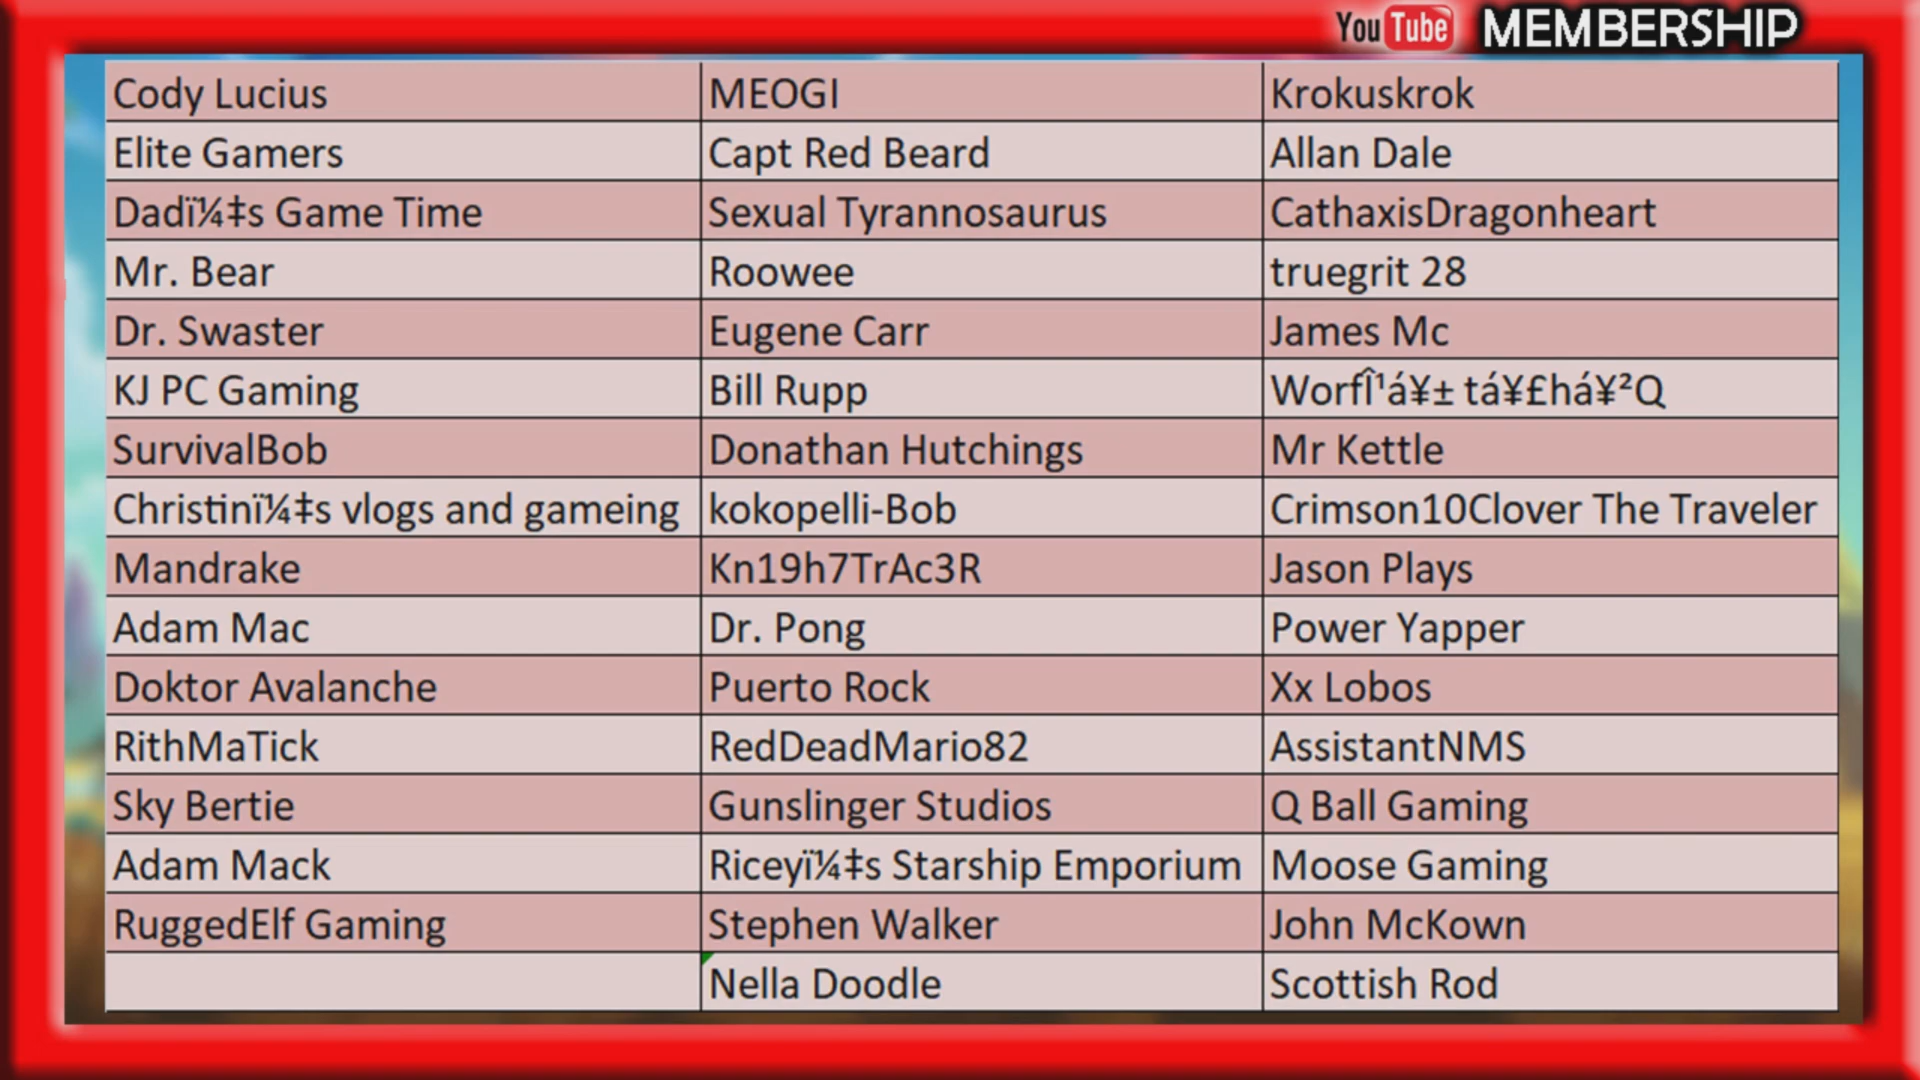 YouTube MEMBERSHIP
Cody Lucius MEOGI Krokuskrok
Elite Gamers Capt Red Beard Allan Dale
Dadï¼‡s Game Time Sexual Tyrannosaurus CathaxisDragonheart
Mr. Bear Roowee truegrit 28
Dr. Swaster Eugene Carr James Mc
KJ PC Gaming Bill Rupp WorfÎ¹á¥± tá¥£há¥²Q
SurvivalBob Donathan Hutchings Mr Kettle
Christinï¼‡s vlogs and gameing kokopelli-Bob Crimson10Clover The Traveler
Mandrake Kn19h7TrAc3R Jason Plays
Adam Mac Dr. Pong Power Yapper
Doktor Avalanche Puerto Rock Xx Lobos
RithMaTick RedDeadMario82 AssistantNMS
Sky Bertie Gunslinger Studios Q Ball Gaming
Adam Mack Riceyï¼‡s Starship Emporium Moose Gaming
RuggedElf Gaming Stephen Walker John McKown
Nella Doodle Scottish Rod